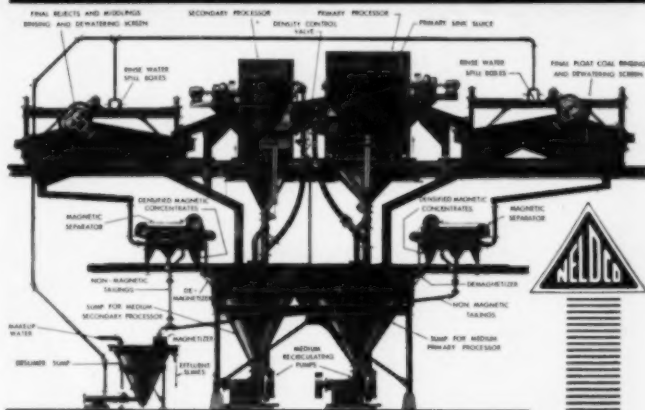 FINAL REJECTS AND MIDDLINGS
RINSING AND DEWATERING SCREEN
SECONDARY PROCESSOR
DENSITY CONTROL
VALVE
PRIMARY PROCESSOR
PRIMARY SINK SLUICE
RINSE WATER
SPILL BOXES
RINSE WATER
SPILL BOXES
FINAL FLOAT COAL RINSING
AND DEWATERING SCREEN
MAGNETIC
SEPARATOR
DENSIFIED MAGNETIC
CONCENTRATES
DENSIFIED MAGNETIC
CONCENTRATES
MAGNETIC
SEPARATOR
NELDCO
NON-MAGNETIC
TAILINGS
DE-
MAGNETIZER
DEMAGNETIZER
NON MAGNETIC
TAILINGS
SUMP FOR MEDIUM
SECONDARY PROCESSOR
SUMP FOR MEDIUM
PRIMARY PROCESSOR
MAKEUP
WATER
MAGNETIZER
DESLIMER SUMP
EFFLUENT
SLIMES
MEDIUM
RECIRCULATING
PUMPS